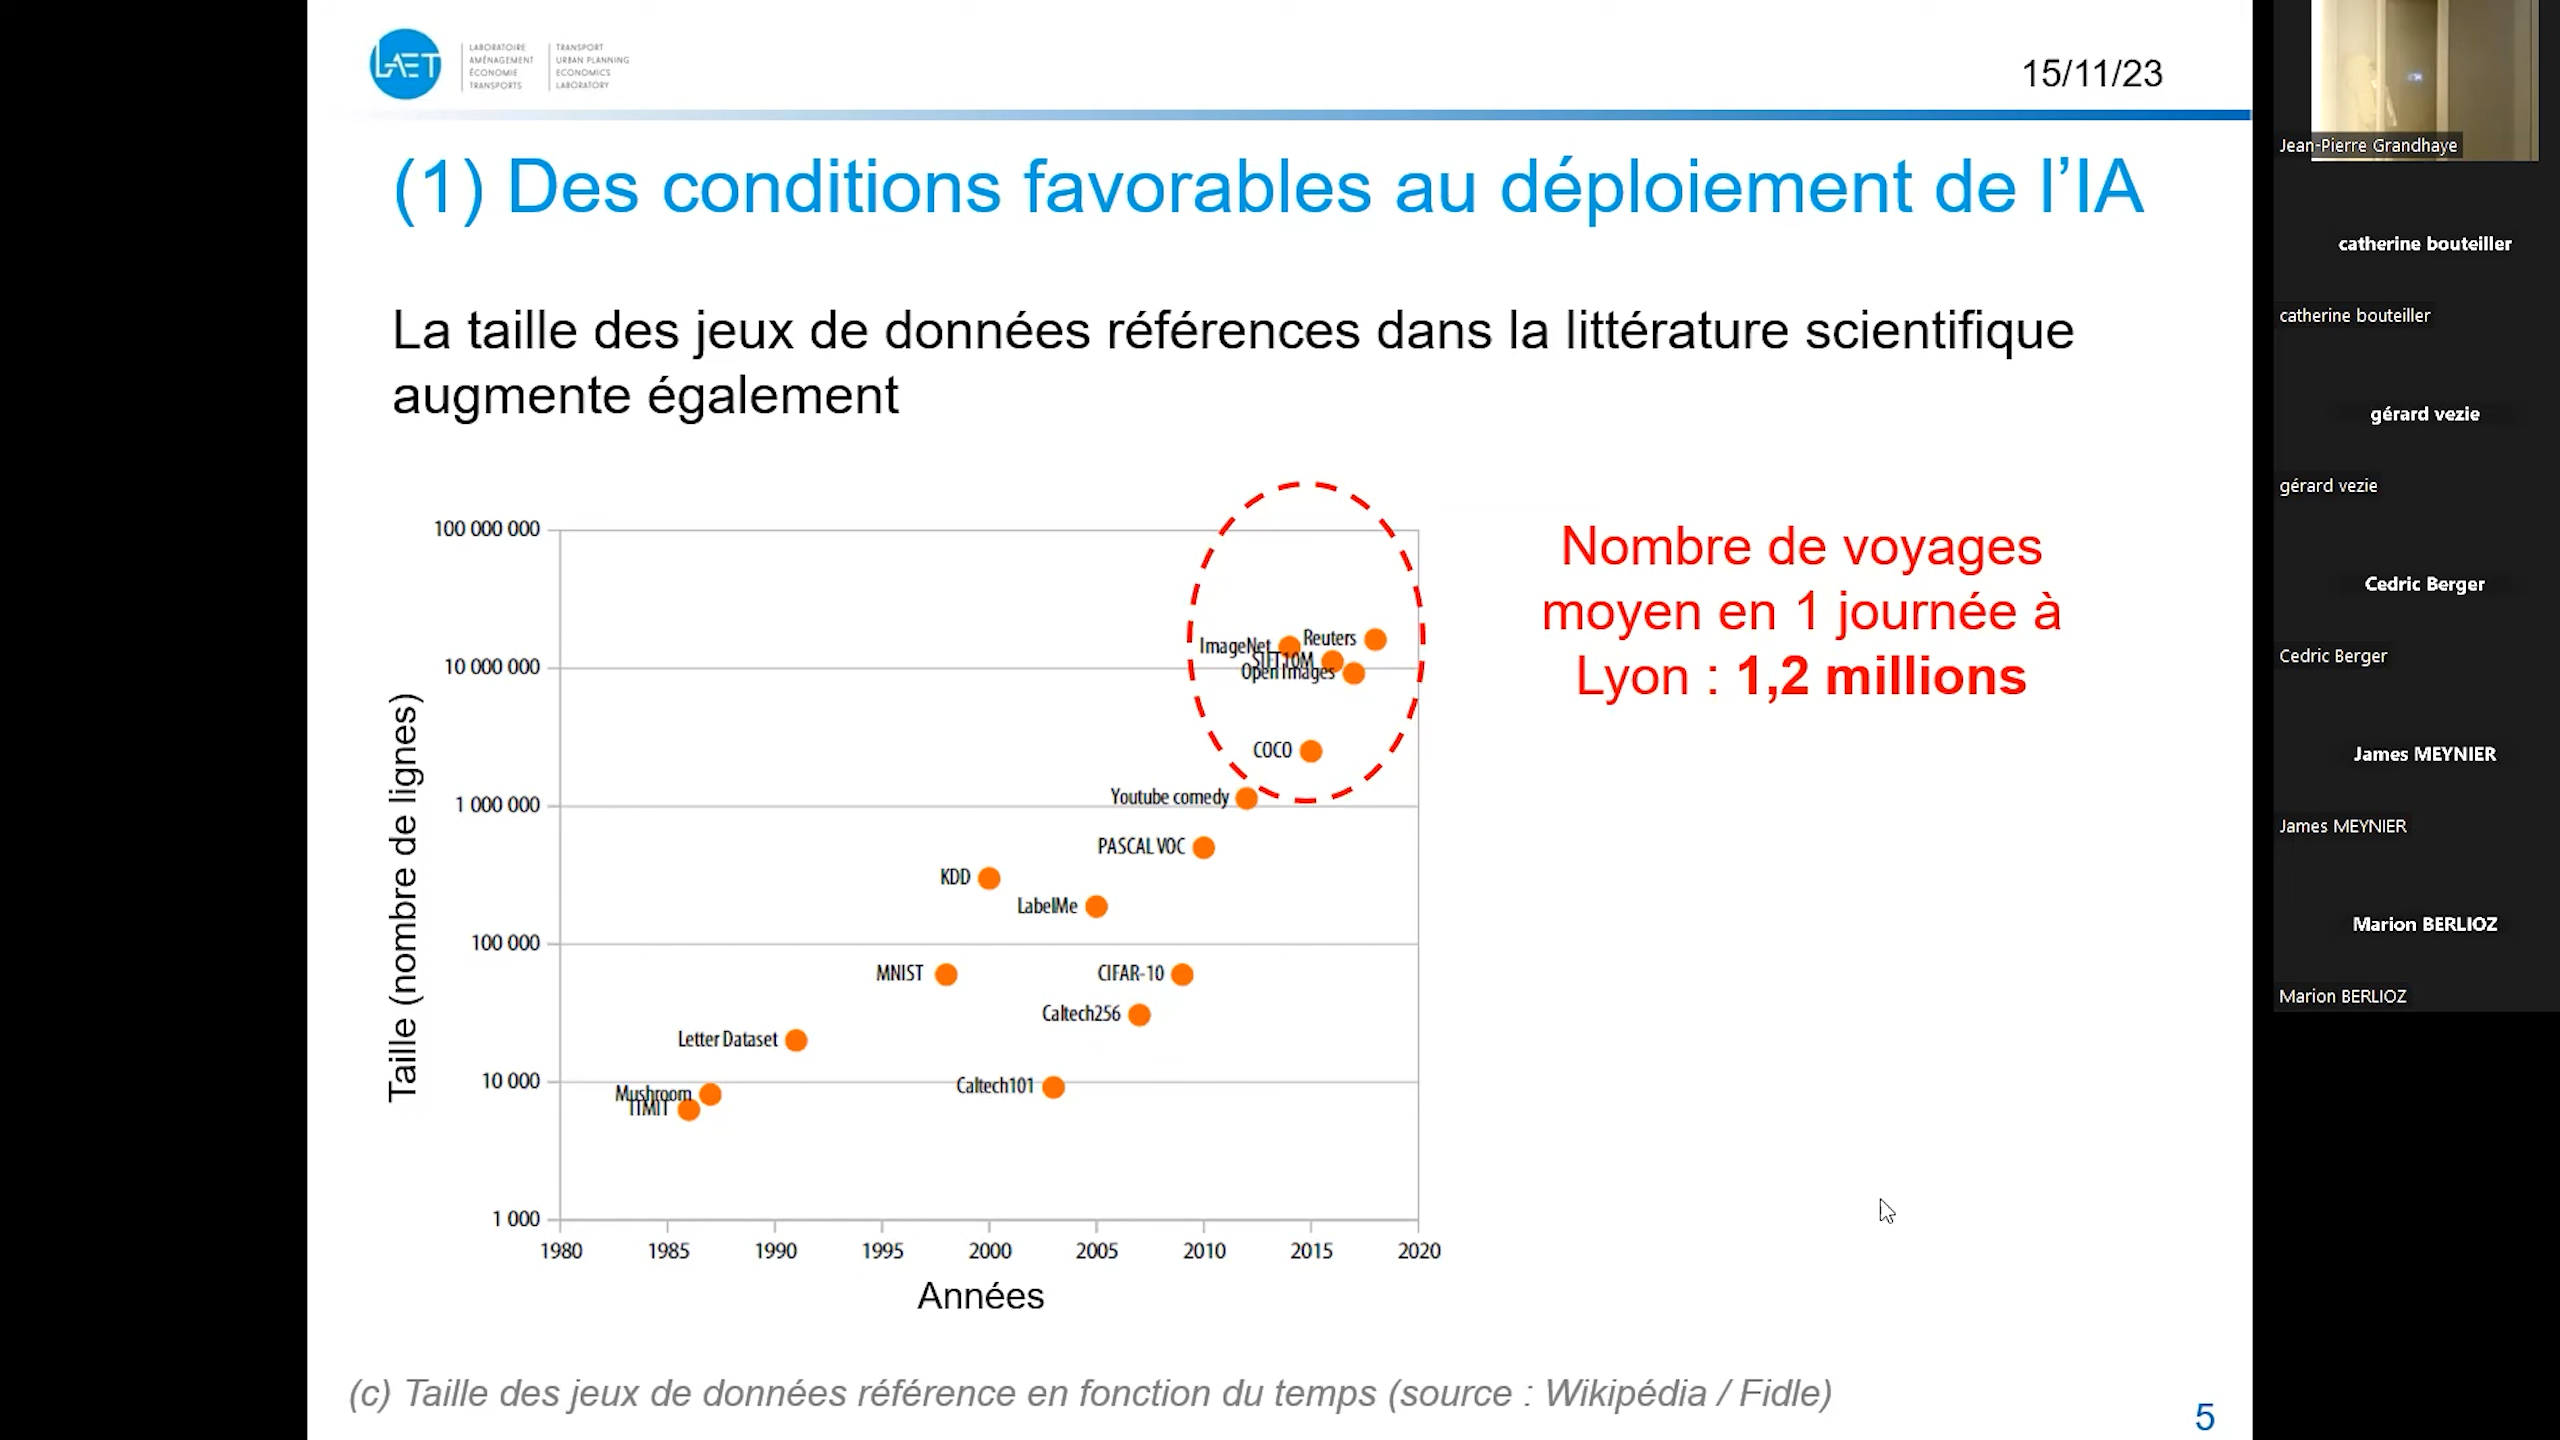 LAET
LABORATOIRE
AMÉNAGEMENT
ÉCONOMIE
TRANSPORTS
TRANSPORT
URBAN PLANNING
ECONOMICS
LABORATORY
15/11/23
(1) Des conditions favorables au déploiement de l’IA
La taille des jeux de données références dans la littérature scientifique
augmente également
Taille (nombre de lignes)
100 000 000
10 000 000
1 000 000
100 000
10 000
1 000
ImageNet
Reuters
SIFT10M
Open Images
COCO
Youtube comedy
PASCAL VOC
KDD
LabelMe
MNIST
CIFAR-10
Caltech256
Letter Dataset
Caltech101
Mushroom
TIMIT
1980 1985 1990 1995 2000 2005 2010 2015 2020
Années
Nombre de voyages
moyen en 1 journée à
Lyon : 1,2 millions
(c) Taille des jeux de données référence en fonction du temps (source : Wikipédia / Fidle)
5
Jean-Pierre Grandhaye
catherine bouteiller
catherine bouteiller
gérard vezie
gérard vezie
Cedric Berger
Cedric Berger
James MEYNIER
James MEYNIER
Marion BERLIOZ
Marion BERLIOZ